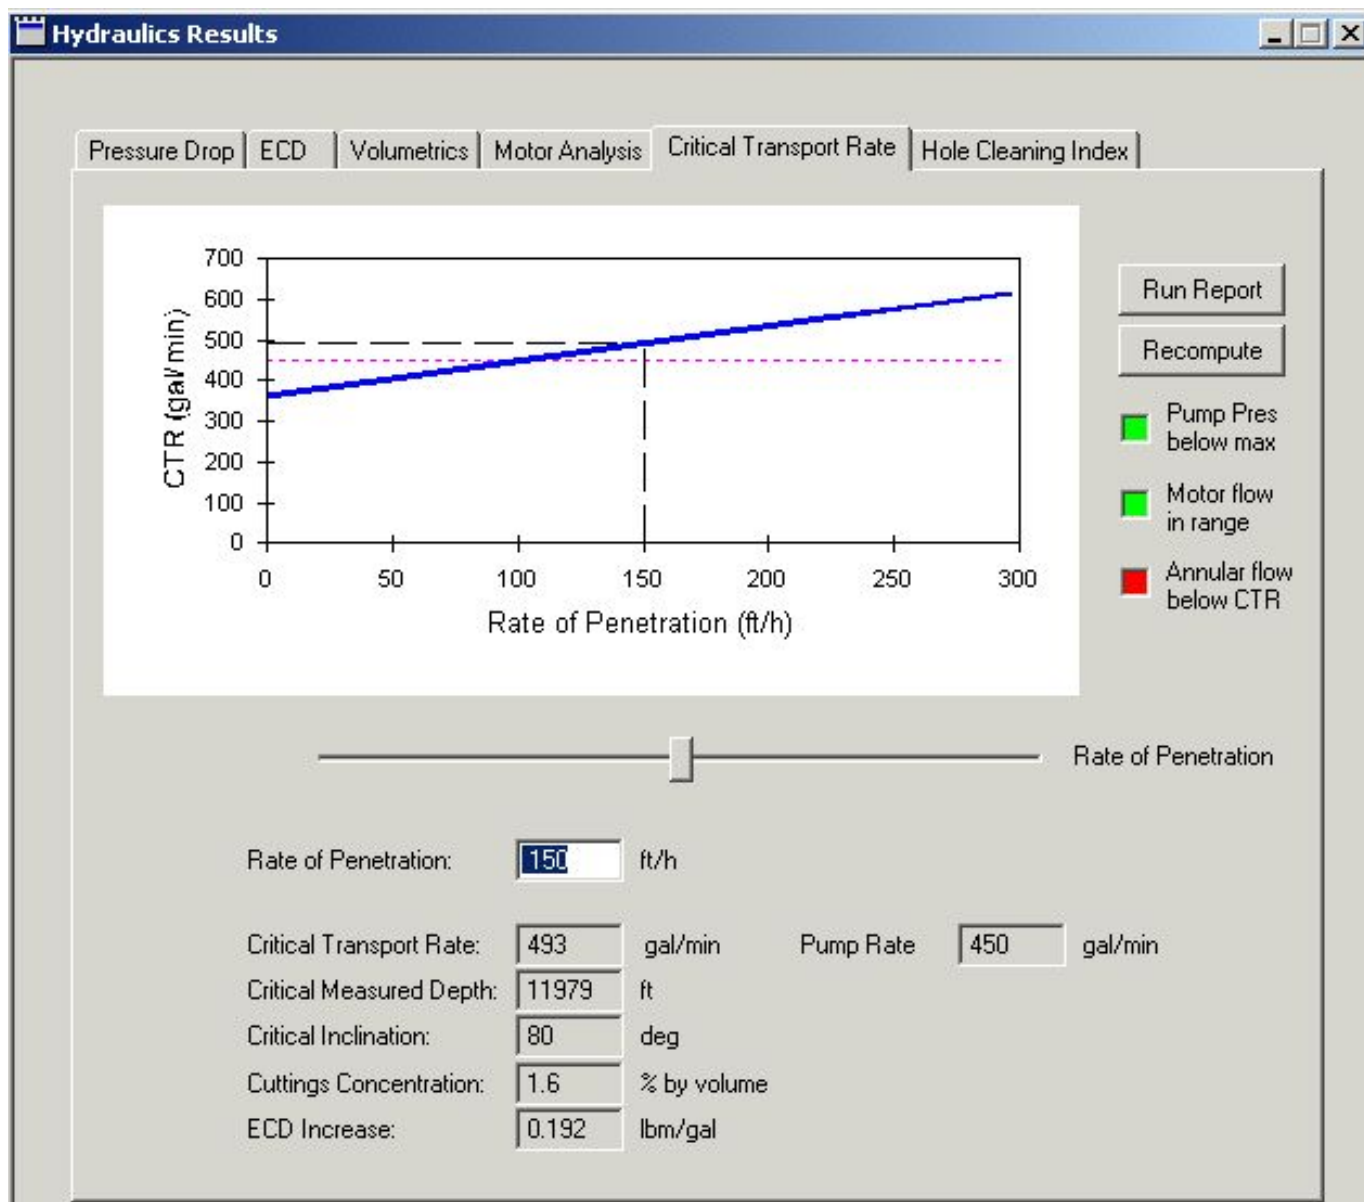 Hydraulics Results
Pressure Drop ECD Volumetrics Motor Analysis Critical Transport Rate Hole Cleaning Index
CTR (gal/min)
700
600
500
400
300
200
100
0
0 50 100 150 200 250 300
Rate of Penetration (ft/h)
Run Report
Recompute
Pump Pres
below max
Motor flow
in range
Annular flow
below CTR
Rate of Penetration
Rate of Penetration: 150 ft/h
Critical Transport Rate: 493 gal/min Pump Rate 450 gal/min
Critical Measured Depth: 11979 ft
Critical Inclination: 80 deg
Cuttings Concentration: 1.6 % by volume
ECD Increase: 0.192 lbm/gal